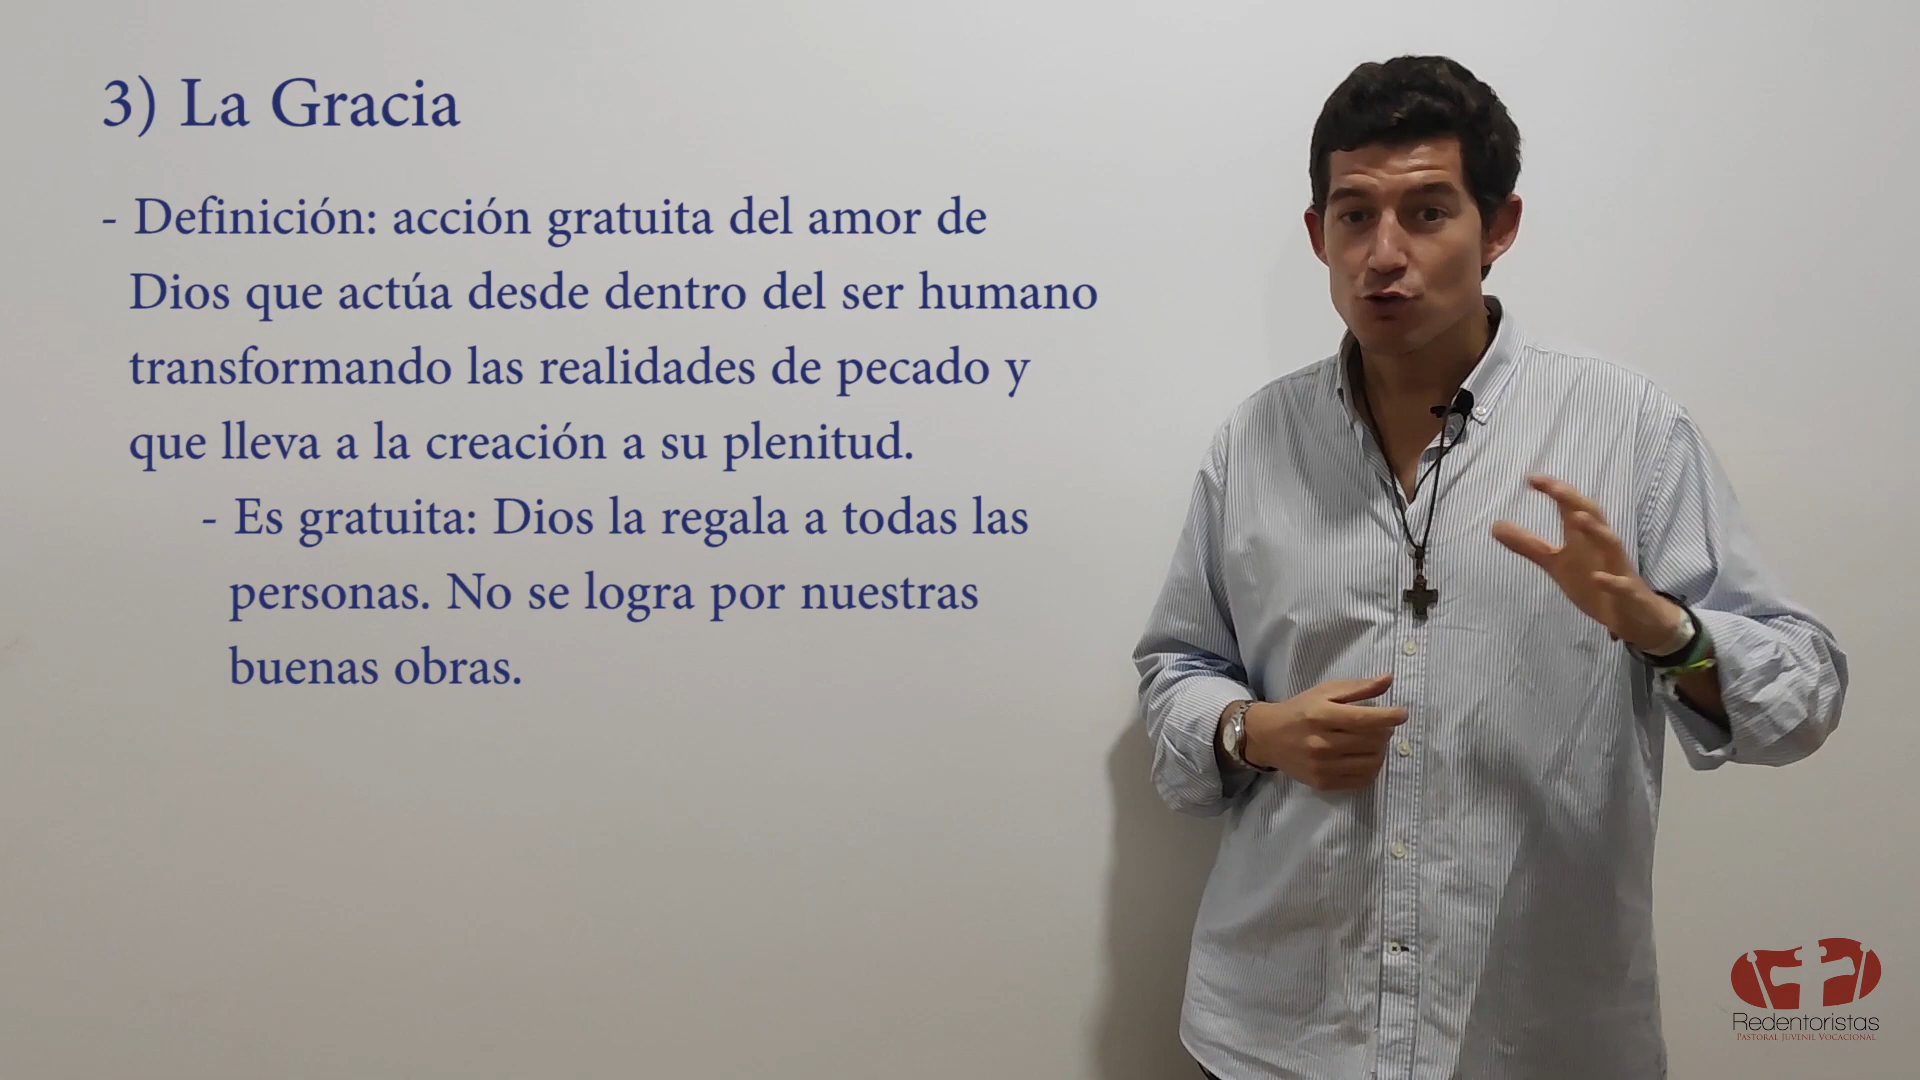 3) La Gracia
- Definición: acción gratuita del amor de
Dios que actúa desde dentro del ser humano
transformando las realidades de pecado y
que lleva a la creación a su plenitud.
- Es gratuita: Dios la regala a todas las
personas. No se logra por nuestras
buenas obras.
Redentoristas
Pastoral Juvenil Vocacional